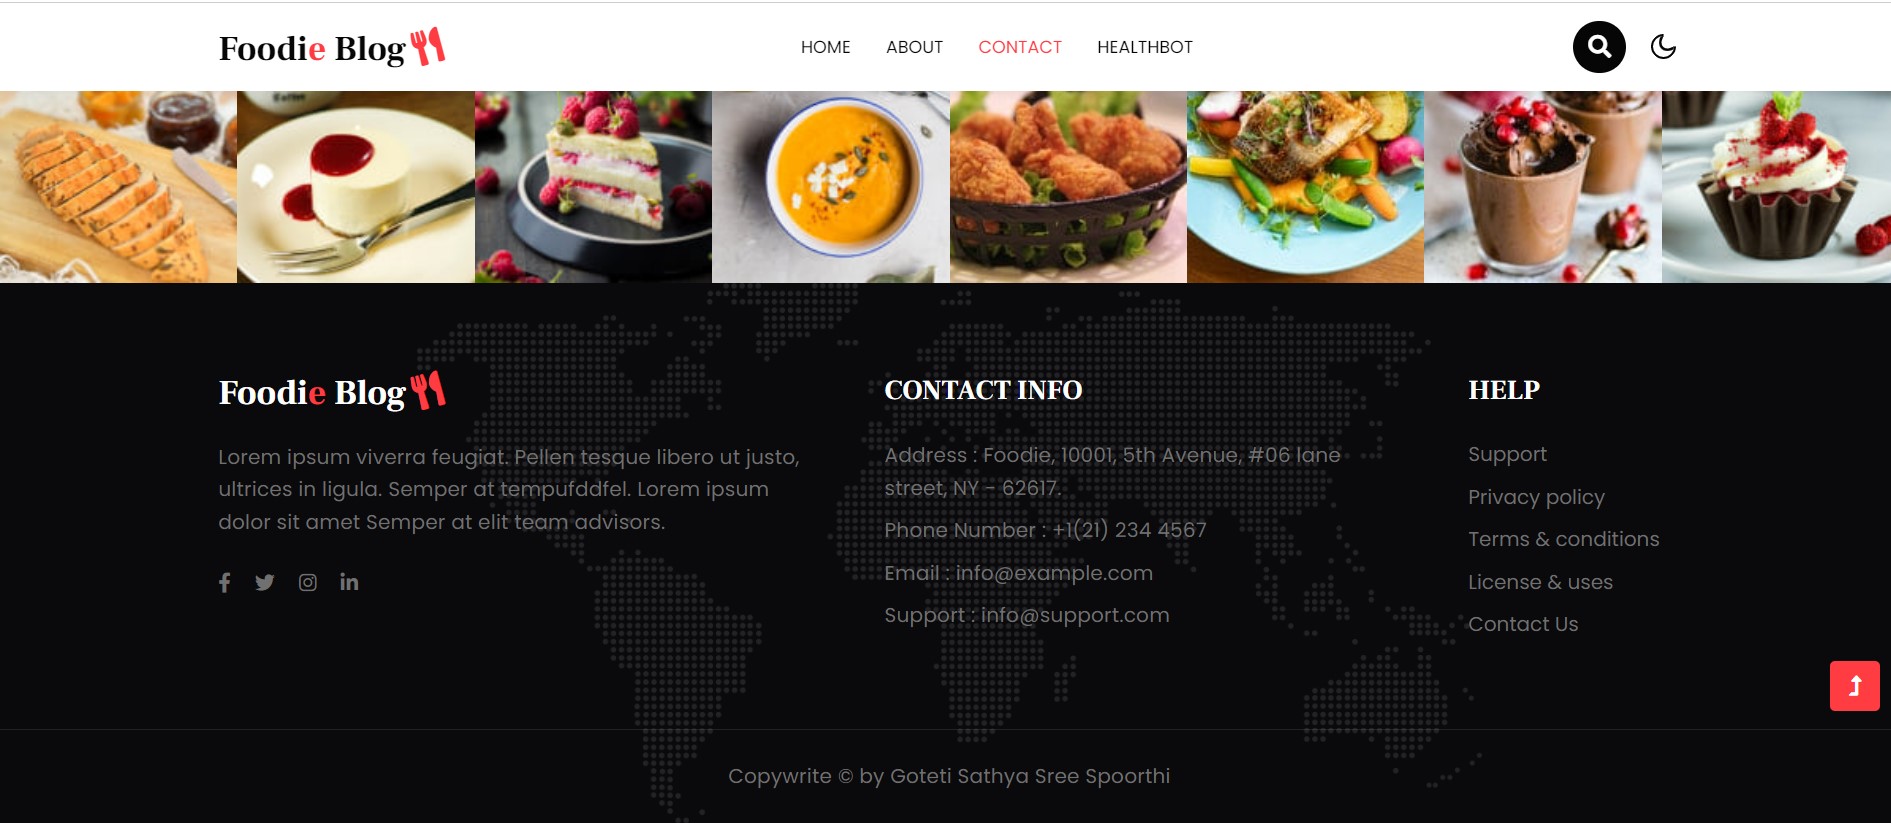 Foodie Blog
HOME ABOUT CONTACT HEALTHBOT
Foodie Blog
Lorem ipsum viverra feugiat. Pellen tesque libero ut justo,
ultrices in ligula. Semper at tempufddfel. Lorem ipsum
dolor sit amet Semper at elit team advisors.
CONTACT INFO
Address : Foodie, 10001, 5th Avenue, #06 lane
street, NY - 62617.
Phone Number : +1(21) 234 4567
Email : info@example.com
Support : info@support.com
HELP
Support
Privacy policy
Terms & conditions
License & uses
Contact Us
Copywrite © by Goteti Sathya Sree Spoorthi